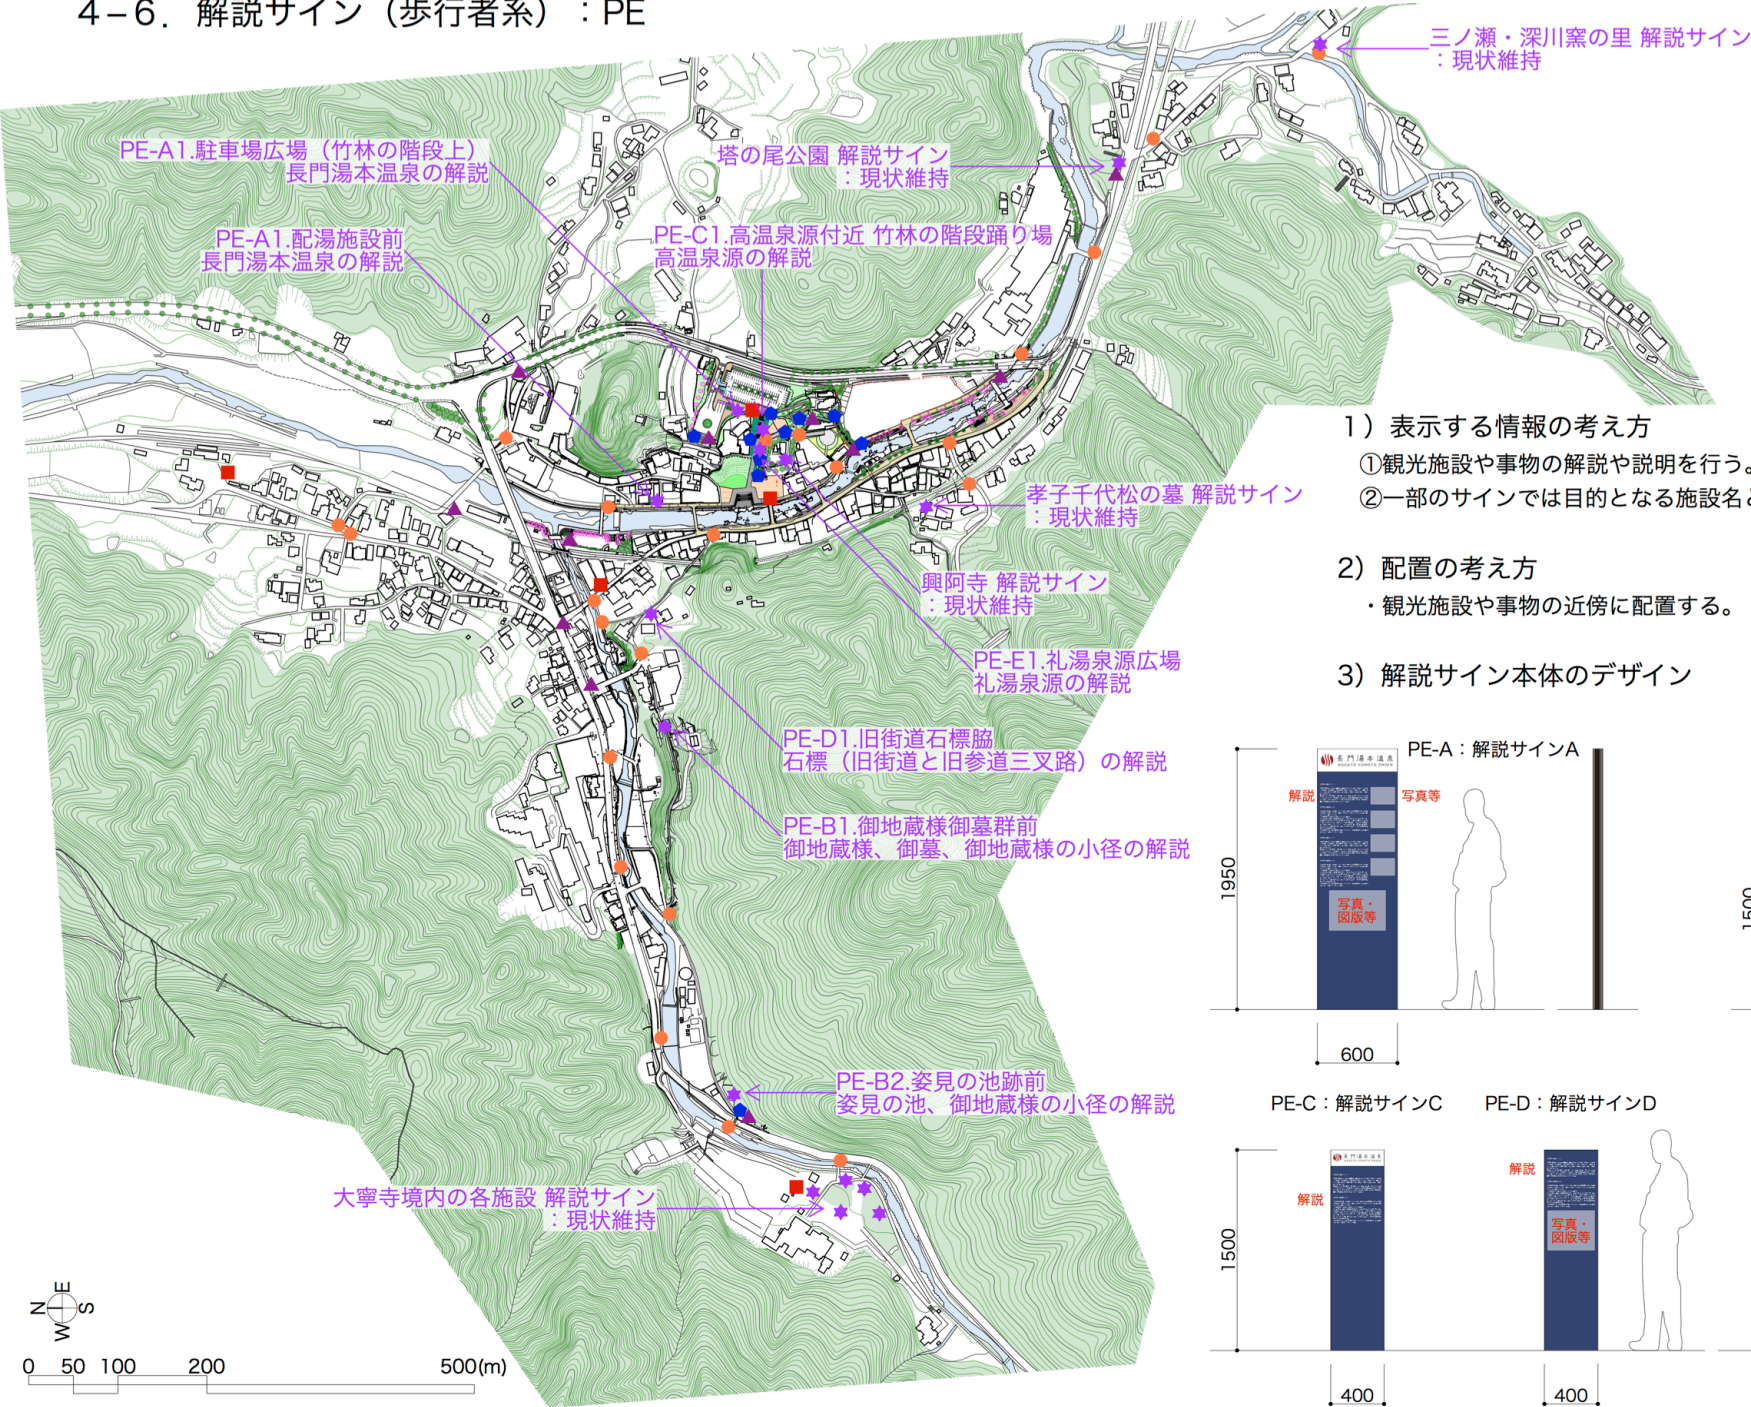 4−6．解説サイン（歩行者系）：PE
三ノ瀬・深川窯の里 解説サイン
：現状維持
PE-A1.駐車場広場（竹林の階段上）
長門湯本温泉の解説
塔の尾公園 解説サイン
：現状維持
PE-A1.配湯施設前
長門湯本温泉の解説
PE-C1.高温泉源付近 竹林の階段踊り場
高温泉源の解説
孝子千代松の墓 解説サイン
：現状維持
興阿寺 解説サイン
：現状維持
PE-E1.礼湯泉源広場
礼湯泉源の解説
PE-D1.旧街道石標脇
石標（旧街道と旧参道三叉路）の解説
PE-B1.御地蔵様御墓群前
御地蔵様、御墓、御地蔵様の小径の解説
PE-B2.姿見の池跡前
姿見の池、御地蔵様の小径の解説
大寧寺境内の各施設 解説サイン
：現状維持
N E S W
0 50 100 200 500(m)
1）表示する情報の考え方
①観光施設や事物の解説や説明を行う。
②一部のサインでは目的となる施設名と
2）配置の考え方
・観光施設や事物の近傍に配置する。
3）解説サイン本体のデザイン
PE-A：解説サインA
長門湯本温泉
NAGATO YUMOTO ONSEN
解説
写真等
写真・
図版等
1950
600
1500
PE-C：解説サインC
長門湯本温泉
解説
1500
400
PE-D：解説サインD
解説
写真・
図版等
400